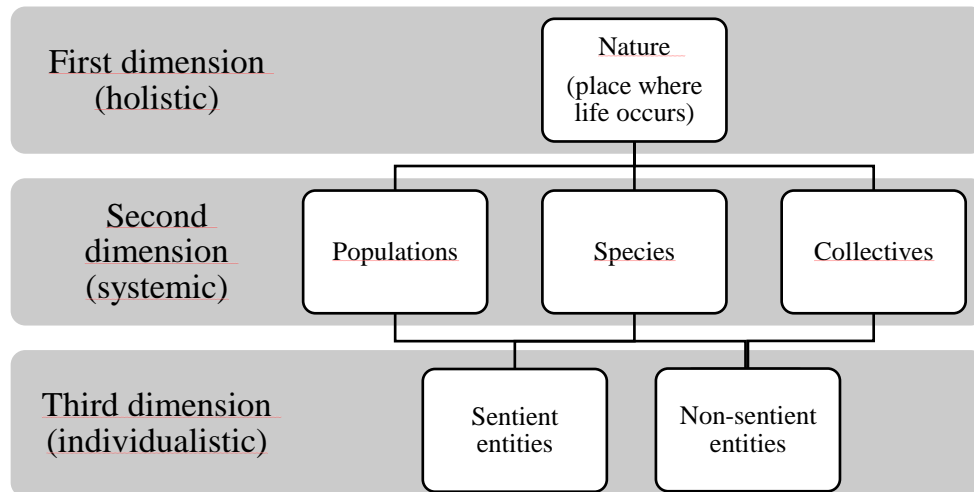 First dimension
(holistic)
Nature
(place where
life occurs)
Second
dimension
(systemic)
Populations
Species
Collectives
Third dimension
(individualistic)
Sentient
entities
Non-sentient
entities